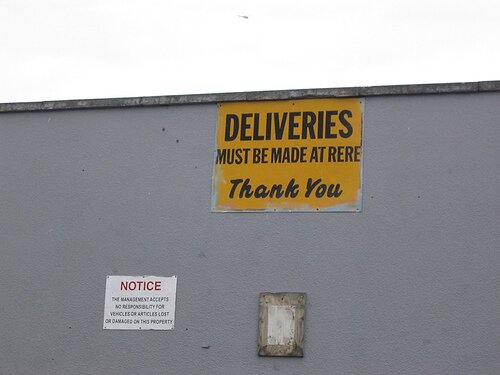 DELIVERIES
MUST BE MADE AT RERE
Thank You
NOTICE
THE MANAGEMENT ACCEPTS
NO RESPONSIBILITY FOR
VEHICLES OR ARTICLES LOST
OR DAMAGED ON THIS PROPERTY